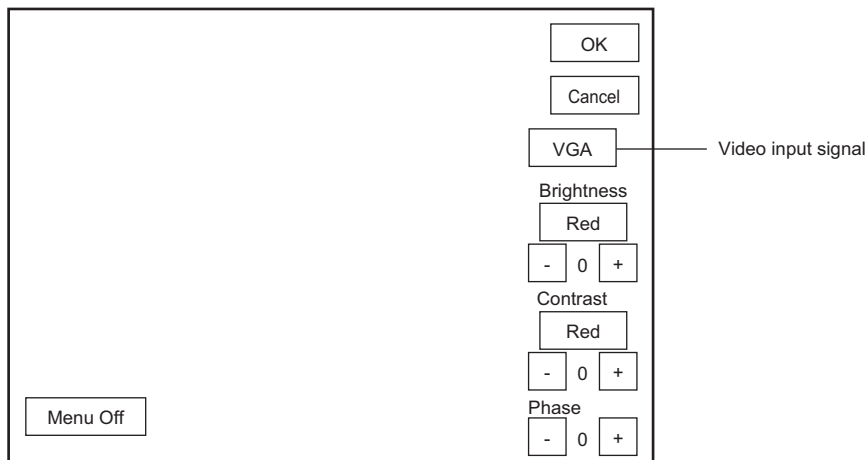 OK
Cancel
VGA
Video input signal
Brightness
Red
- 0 +
Contrast
Red
- 0 +
Phase
- 0 +
Menu Off